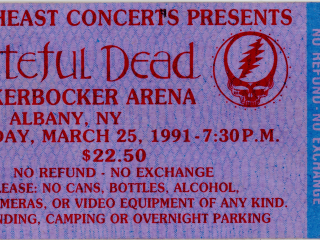 HEAST CONCERTS PRESENTS
teful Dead
KERBOCKER ARENA
ALBANY, NY
DAY, MARCH 25, 1991 - 7:30 P.M.
$22.50
NO REFUND - NO EXCHANGE
LEASE: NO CANS, BOTTLES, ALCOHOL,
MERAS, OR VIDEO EQUIPMENT OF ANY KIND.
NDING, CAMPING OR OVERNIGHT PARKING
NO REFUND - NO EXCHANGE